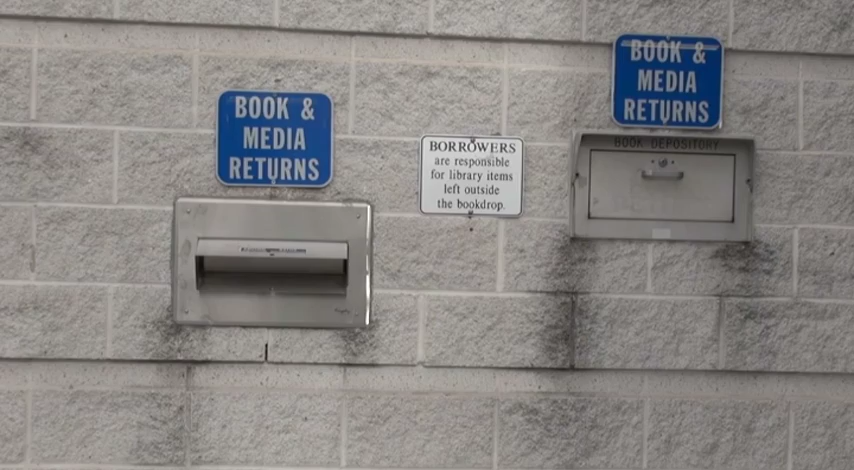 BOOK &
MEDIA
RETURNS
BORROWERS
are responsible
for library items
left outside
the bookdrop.
BOOK &
MEDIA
RETURNS
BOOK DEPOSITORY